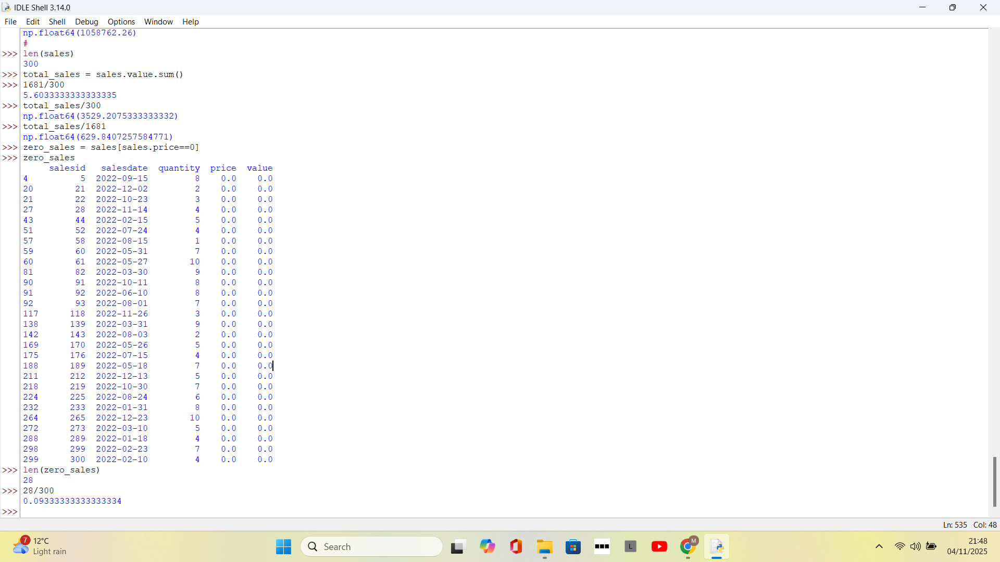 IDLE Shell 3.14.0
File Edit Shell Debug Options Window Help
np.float64(1058762.26)
#
>>> len(sales)
300
>>> total_sales = sales.value.sum()
>>> 1681/300
5.6033333333333335
>>> total_sales/300
np.float64(3529.2075333333332)
>>> total_sales/1681
np.float64(629.8407257584771)
>>> zero_sales = sales[sales.price==0]
>>> zero_sales
salesid salesdate quantity price value
4 5 2022-09-15 8 0.0 0.0
20 21 2022-12-02 2 0.0 0.0
21 22 2022-10-23 3 0.0 0.0
27 28 2022-11-14 4 0.0 0.0
43 44 2022-02-15 5 0.0 0.0
51 52 2022-07-24 4 0.0 0.0
57 58 2022-08-15 1 0.0 0.0
59 60 2022-05-31 7 0.0 0.0
60 61 2022-05-27 10 0.0 0.0
81 82 2022-03-30 9 0.0 0.0
90 91 2022-10-11 8 0.0 0.0
91 92 2022-06-10 8 0.0 0.0
92 93 2022-08-01 7 0.0 0.0
117 118 2022-11-26 3 0.0 0.0
138 139 2022-03-31 9 0.0 0.0
142 143 2022-08-03 2 0.0 0.0
169 170 2022-05-26 5 0.0 0.0
175 176 2022-07-15 4 0.0 0.0
188 189 2022-05-18 7 0.0 0.0
211 212 2022-12-13 5 0.0 0.0
218 219 2022-10-30 7 0.0 0.0
224 225 2022-08-24 6 0.0 0.0
232 233 2022-01-31 8 0.0 0.0
264 265 2022-12-23 10 0.0 0.0
272 273 2022-03-10 5 0.0 0.0
288 289 2022-01-18 4 0.0 0.0
298 299 2022-02-23 7 0.0 0.0
299 300 2022-02-10 4 0.0 0.0
>>> len(zero_sales)
28
>>> 28/300
0.09333333333333334
>>>
Ln: 535 Col: 48
7 12°C
Light rain
Search
L
M
21:48
04/11/2025